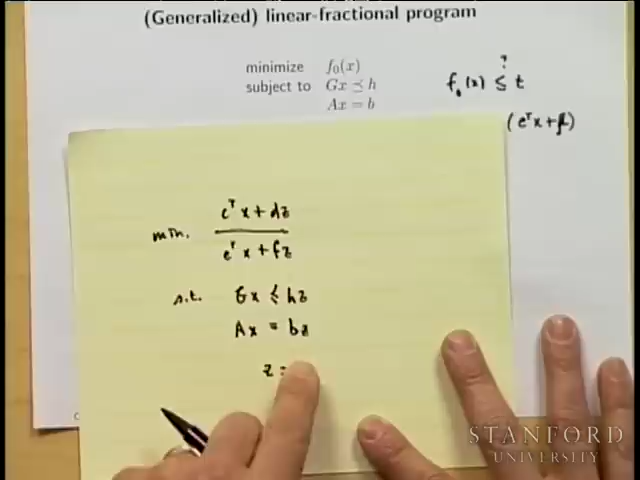 (Generalized) linear-fractional program
minimize f₀(x)
subject to Gx ⪯ h
Ax = b
f₀(x) ≤ t
?
(eᵀx+f)
min. cᵀx+dz
eᵀx+fz
s.t. Gx ≤ hz
Ax = bz
z =
STANFORD
UNIVERSITY